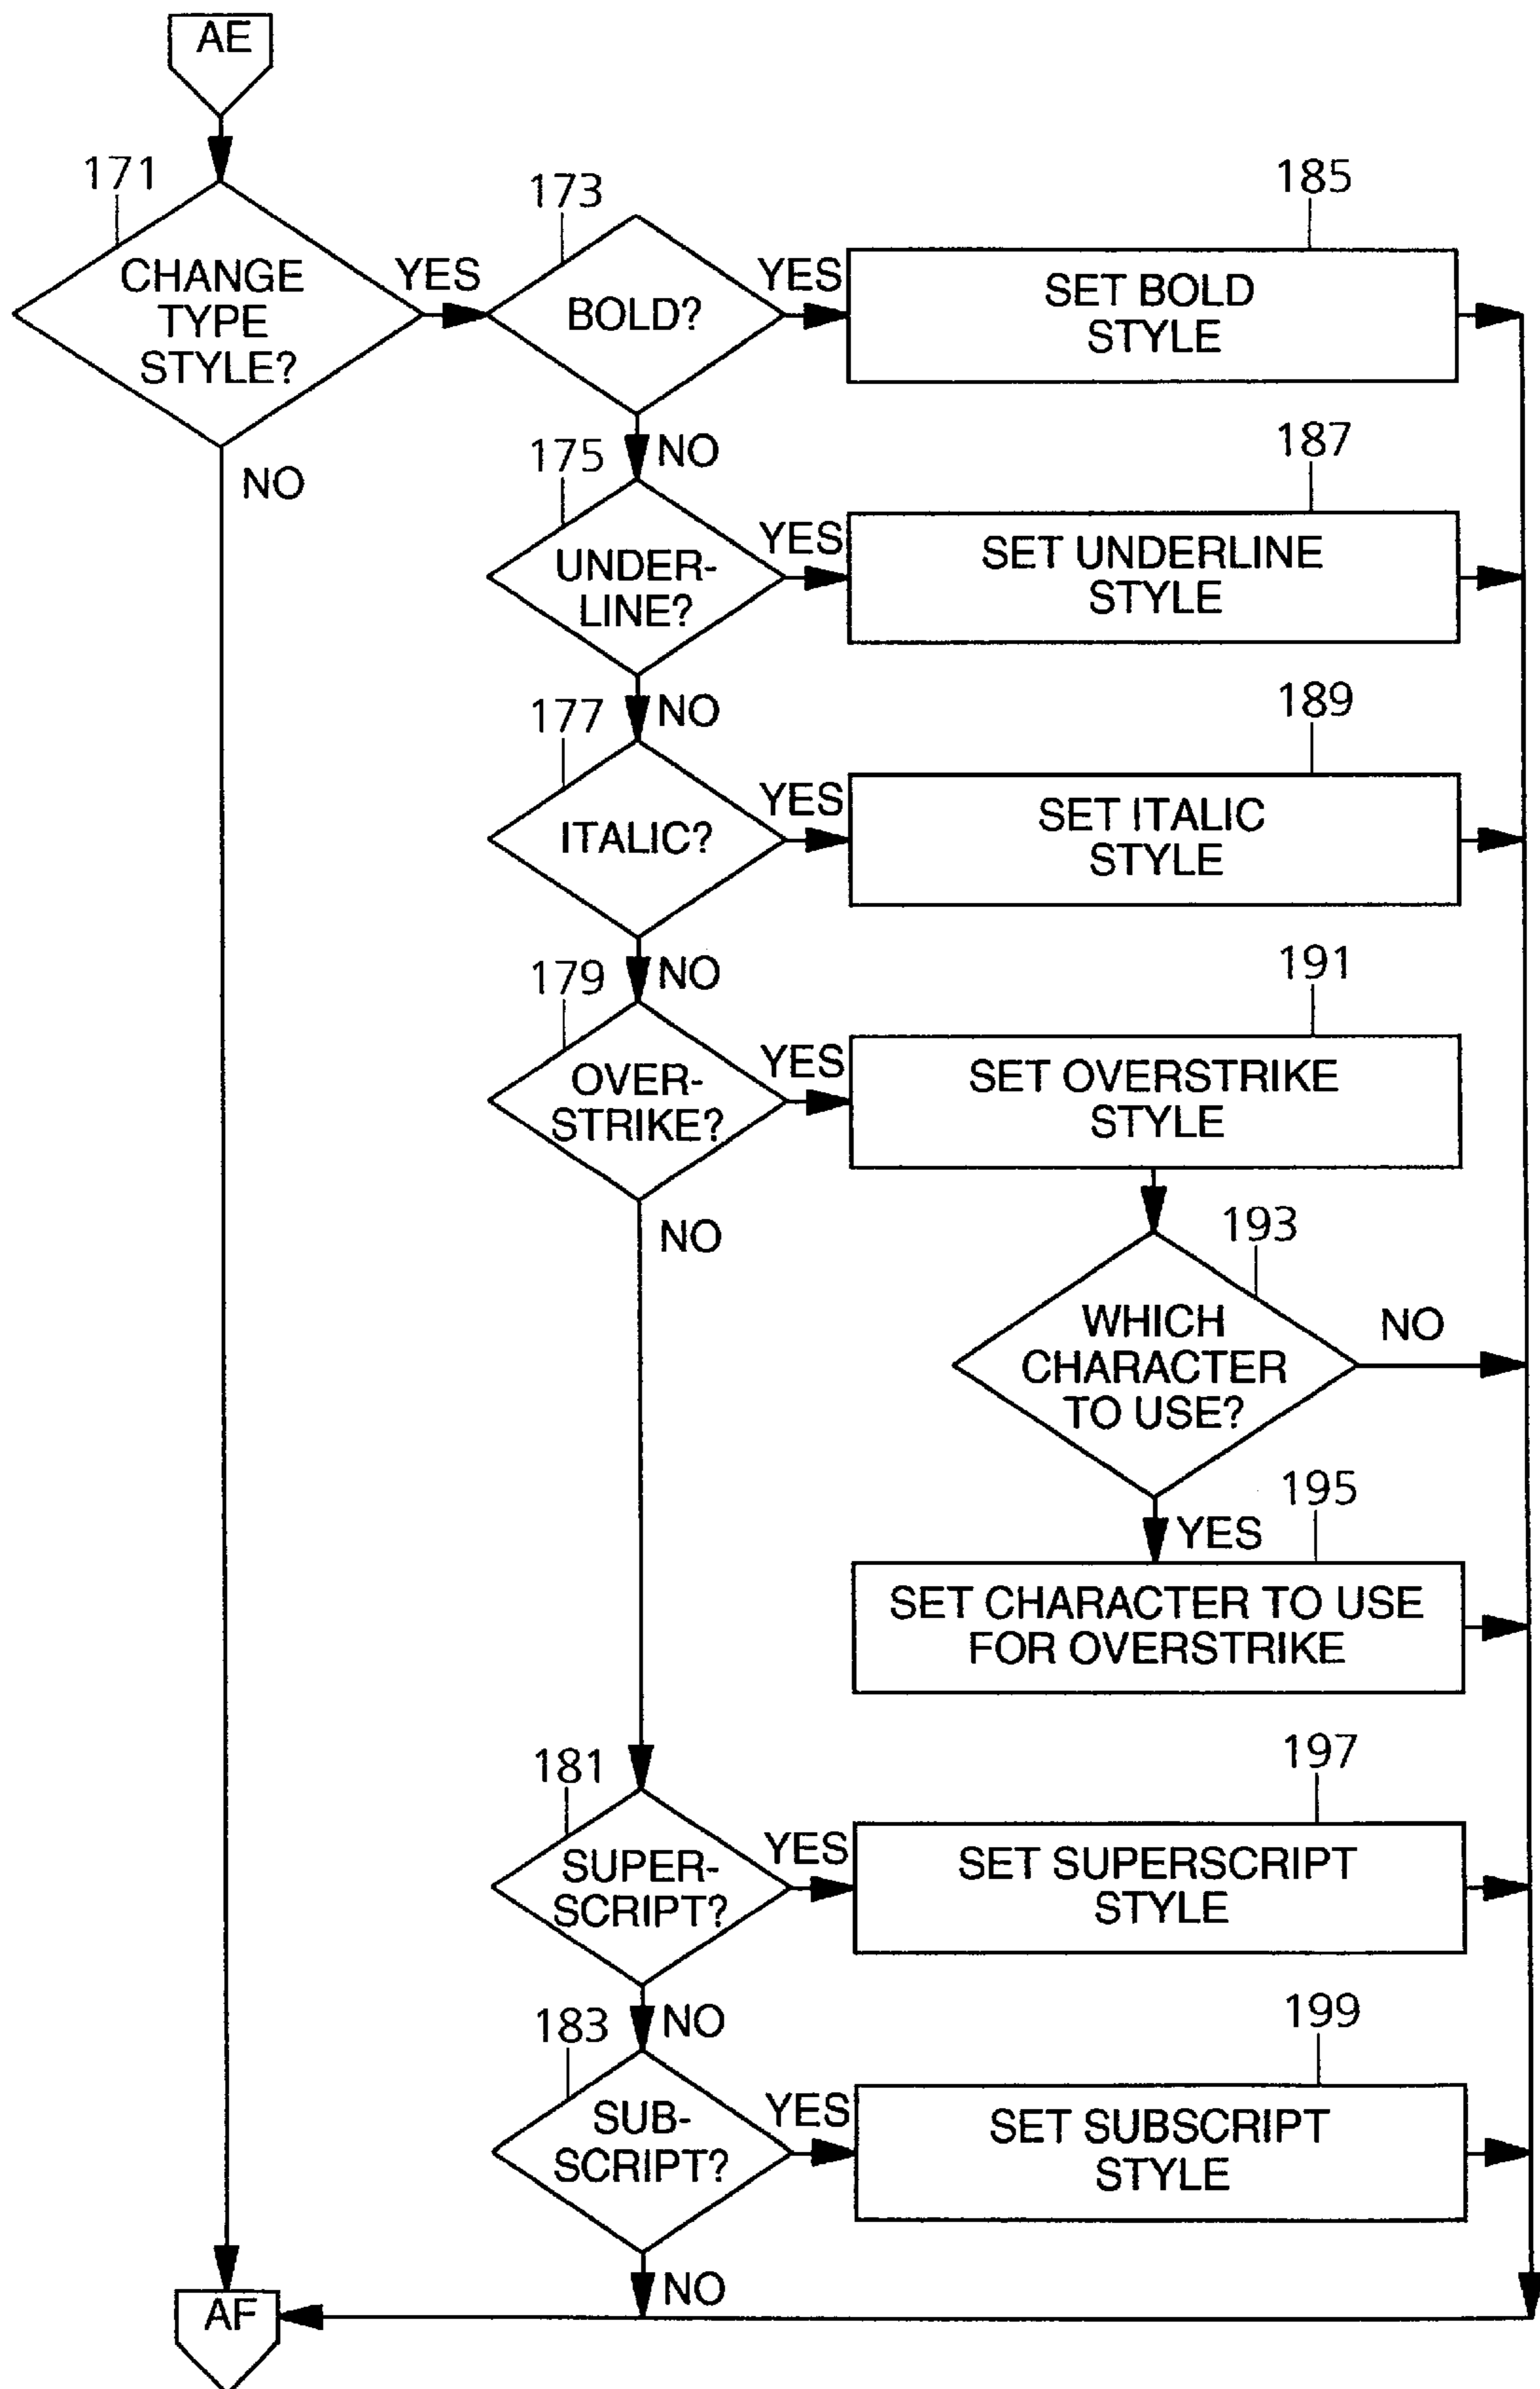 AE
171
173
185
CHANGE
TYPE
STYLE?
YES
BOLD?
YES
SET BOLD
STYLE
NO
NO
175
187
UNDER-
LINE?
YES
SET UNDERLINE
STYLE
NO
177
189
ITALIC?
YES
SET ITALIC
STYLE
NO
179
191
OVER-
STRIKE?
YES
SET OVERSTRIKE
STYLE
NO
193
WHICH
CHARACTER
TO USE?
NO
YES
195
SET CHARACTER TO USE
FOR OVERSTRIKE
181
197
SUPER-
SCRIPT?
YES
SET SUPERSCRIPT
STYLE
NO
183
199
SUB-
SCRIPT?
YES
SET SUBSCRIPT
STYLE
NO
AF